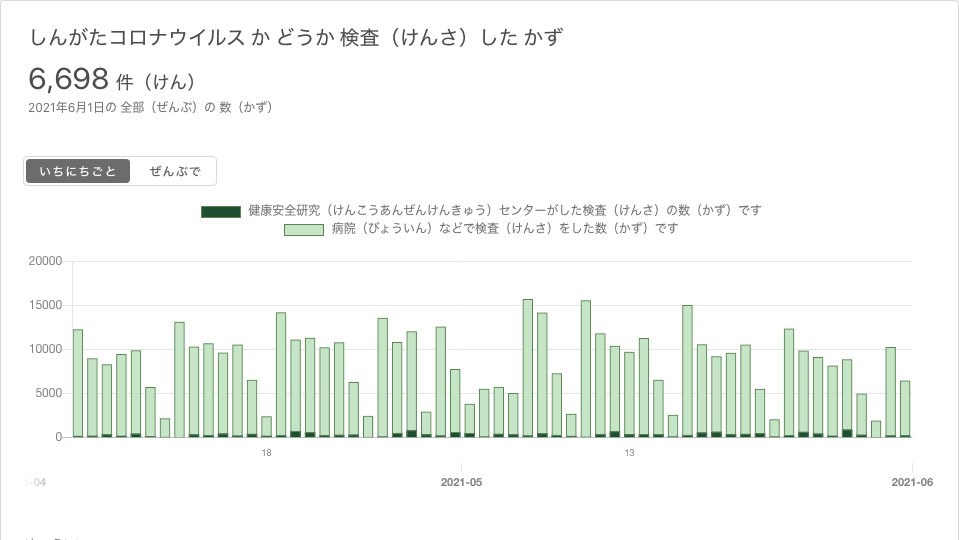 しんがたコロナウイルス か どうか 検査（けんさ）した かず
6,698 件（けん）
2021年6月1日の 全部（ぜんぶ）の 数（かず）
いちにちごと ぜんぶで
健康安全研究（けんこうあんぜんけんきゅう）センターがした検査（けんさ）の数（かず）です
病院（びょういん）などで検査（けんさ）をした数（かず）です
20000
15000
10000
5000
0
18 13
-04 2021-05 2021-06